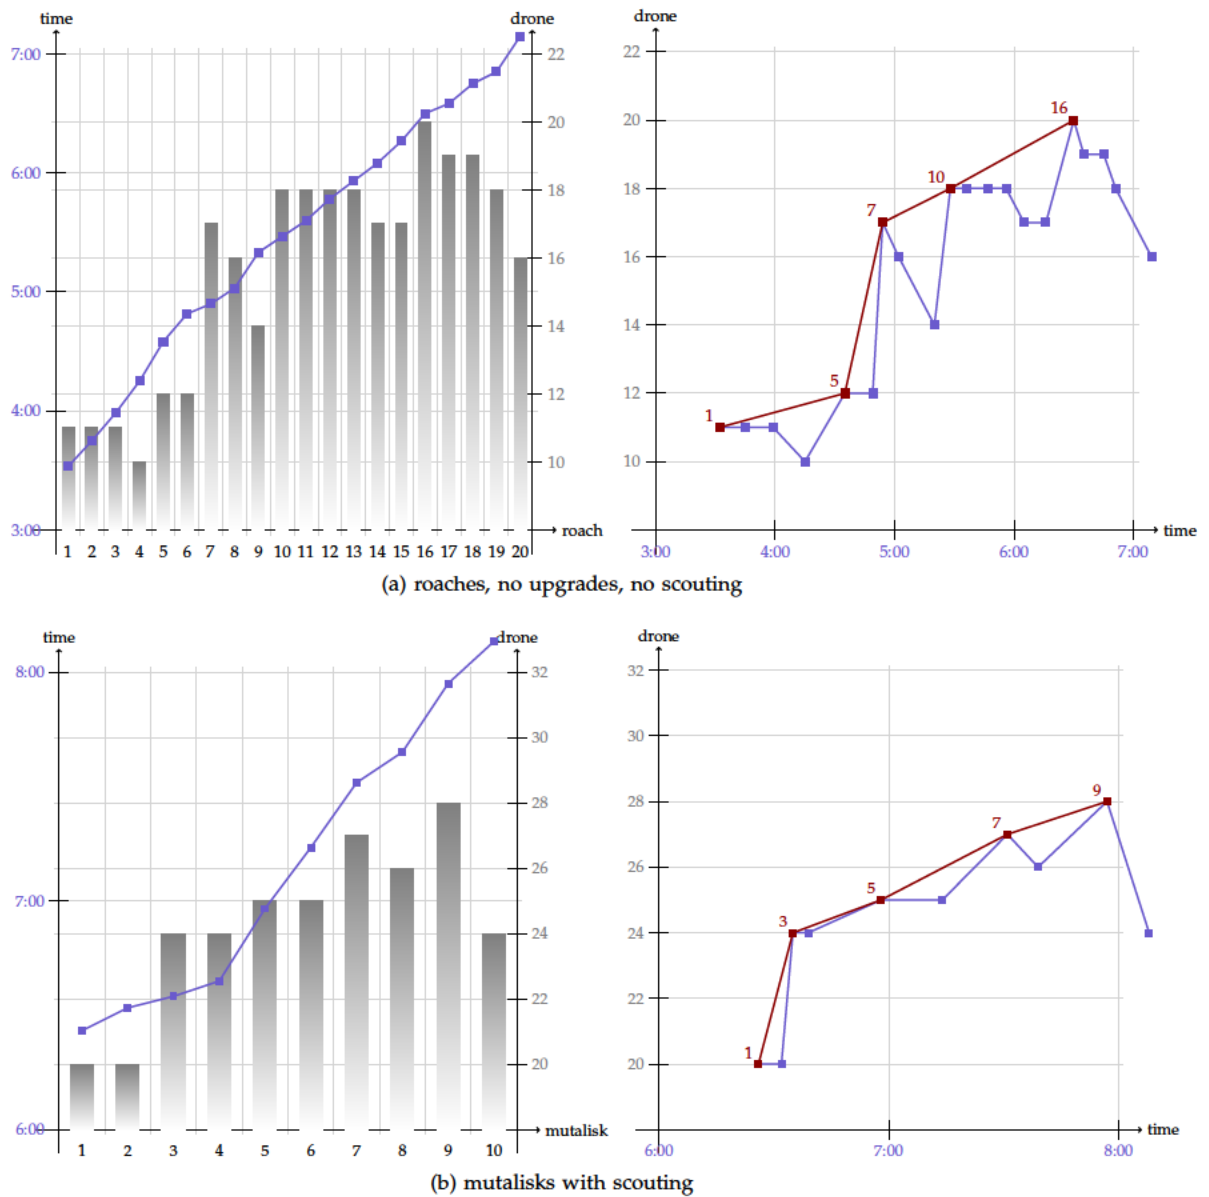 time
drone
7:00
6:00
5:00
4:00
3:00
22
20
18
16
14
12
10
roach
1 2 3 4 5 6 7 8 9 10 11 12 13 14 15 16 17 18 19 20
drone
22
20
18
16
14
12
10
1
5
7
10
16
time
3:00 4:00 5:00 6:00 7:00
(a) roaches, no upgrades, no scouting
time
drone
8:00
7:00
6:00
32
30
28
26
24
22
20
mutalisk
1 2 3 4 5 6 7 8 9 10
drone
32
30
28
26
24
22
20
1
3
5
7
9
time
6:00 7:00 8:00
(b) mutalisks with scouting